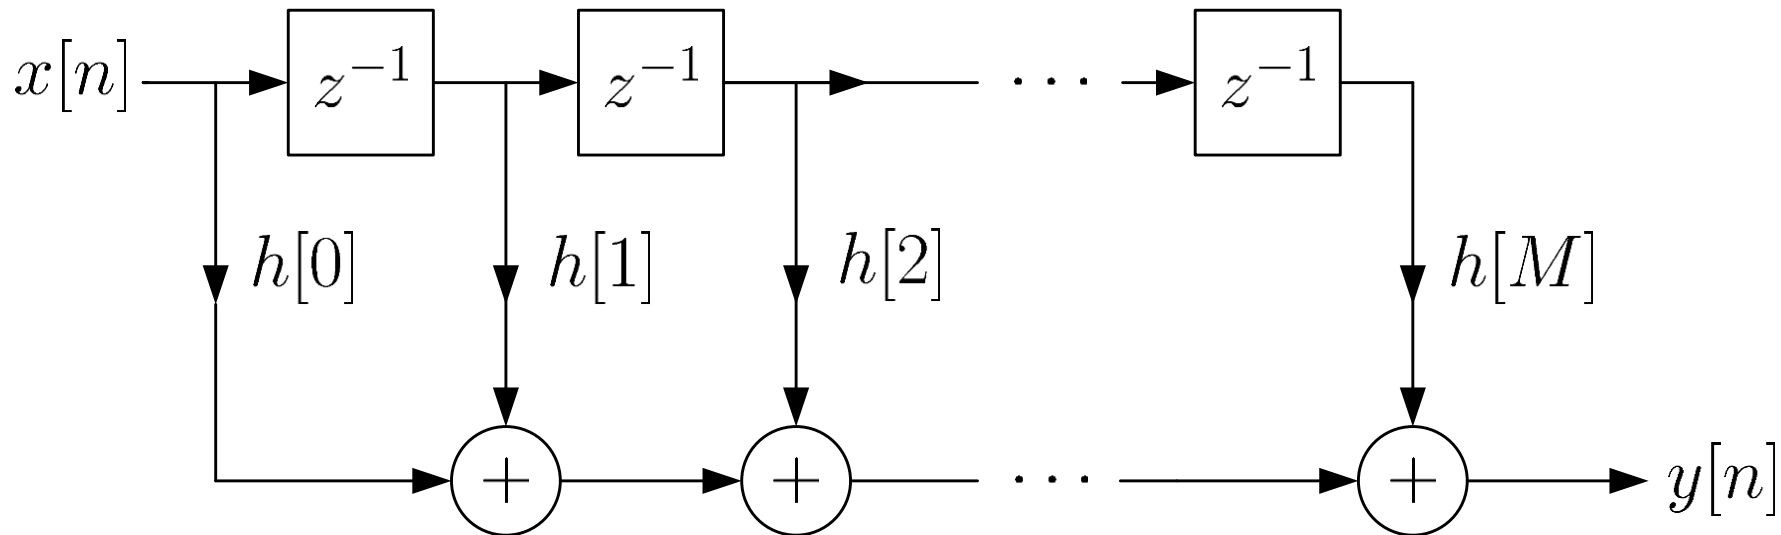 x[n] z⁻¹ z⁻¹ · · · z⁻¹
h[0] h[1] h[2] h[M]
+ + · · · + y[n]